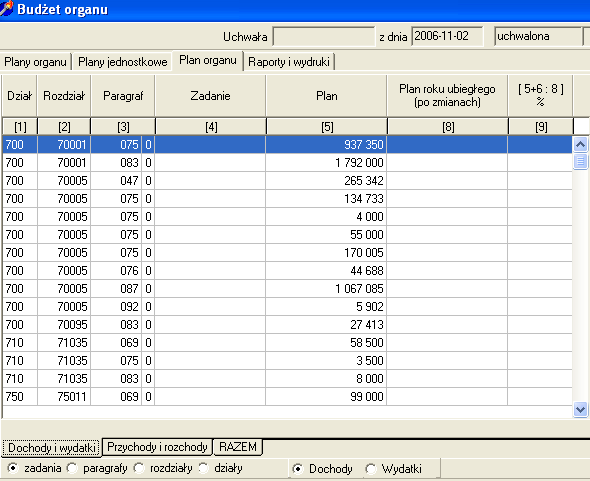 Budżet organu
Uchwała z dnia 2006-11-02 uchwalona
Plany organu Plany jednostkowe Plan organu Raporty i wydruki
Dział Rozdział Paragraf Zadanie Plan Plan roku ubiegłego (po zmianach) [ 5+6 : 8 ] %
[1] [2] [3] [4] [5] [8] [9]
700 70001 075 0 937 350
700 70001 083 0 1 792 000
700 70005 047 0 265 342
700 70005 075 0 134 733
700 70005 075 0 4 000
700 70005 075 0 55 000
700 70005 075 0 170 005
700 70005 076 0 44 688
700 70005 087 0 1 067 085
700 70005 092 0 5 902
700 70095 083 0 27 413
710 71035 069 0 58 500
710 71035 075 0 3 500
710 71035 083 0 8 000
750 75011 069 0 99 000
Dochody i wydatki Przychody i rozchody RAZEM
zadania paragrafy rozdziały działy Dochody Wydatki